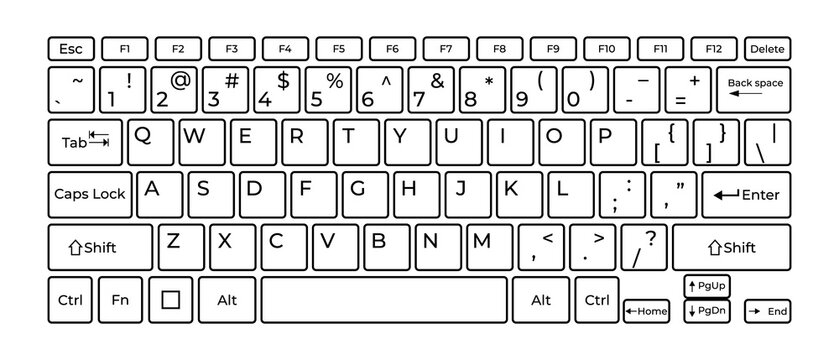 Esc F1 F2 F3 F4 F5 F6 F7 F8 F9 F10 F11 F12 Delete
~ ! @ # $ % ^ & * ( ) – + Back space
` 1 2 3 4 5 6 7 8 9 0 - =
Tab Q W E R T Y U I O P { } |
[ ] \
Caps Lock A S D F G H J K L : ” Enter
; ,
Shift Z X C V B N M < > ? Shift
, . /
Ctrl Fn Alt Alt Ctrl PgUp
Home PgDn End